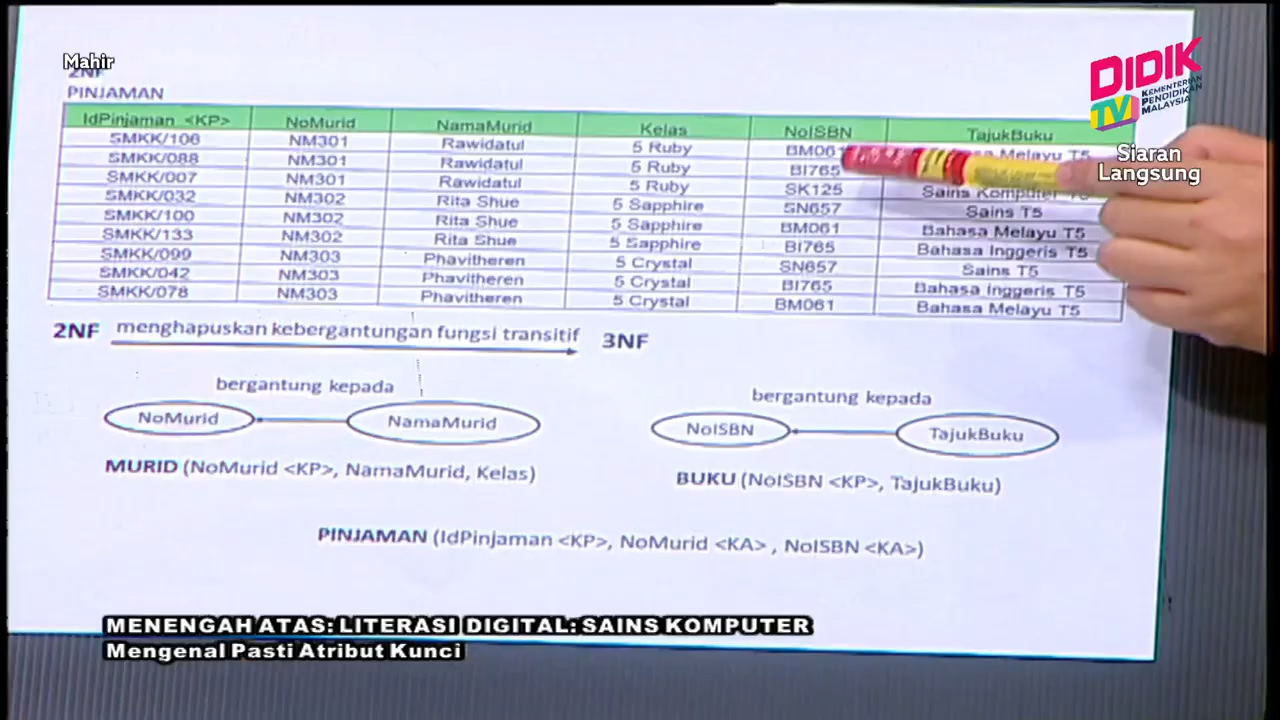 Mahir
2NF
PINJAMAN
IdPinjaman <KP> NoMurid NamaMurid Kelas NoISBN TajukBuku
SMKK/106 NM301 Rawidatul 5 Ruby BM061 Melayu T5
SMKK/088 NM301 Rawidatul 5 Ruby BI765
SMKK/007 NM301 Rawidatul 5 Ruby SK125 Sains Komputer T5
SMKK/032 NM302 Rita Shue 5 Sapphire SN657 Sains T5
SMKK/100 NM302 Rita Shue 5 Sapphire BM061 Bahasa Melayu T5
SMKK/133 NM302 Rita Shue 5 Sapphire BI765 Bahasa Inggeris T5
SMKK/099 NM303 Phavitheren 5 Crystal SN657 Sains T5
SMKK/042 NM303 Phavitheren 5 Crystal BI765 Bahasa Inggeris T5
SMKK/078 NM303 Phavitheren 5 Crystal BM061 Bahasa Melayu T5
2NF menghapuskan kebergantungan fungsi transitif 3NF
bergantung kepada
NoMurid NamaMurid
MURID (NoMurid <KP>, NamaMurid, Kelas)
bergantung kepada
NoISBN TajukBuku
BUKU (NoISBN <KP>, TajukBuku)
PINJAMAN (IdPinjaman <KP>, NoMurid <KA> , NoISBN <KA>)
DIDIK
TV
KEMENTERIAN
PENDIDIKAN
MALAYSIA
Siaran
Langsung
MENENGAH ATAS: LITERASI DIGITAL: SAINS KOMPUTER
Mengenal Pasti Atribut Kunci